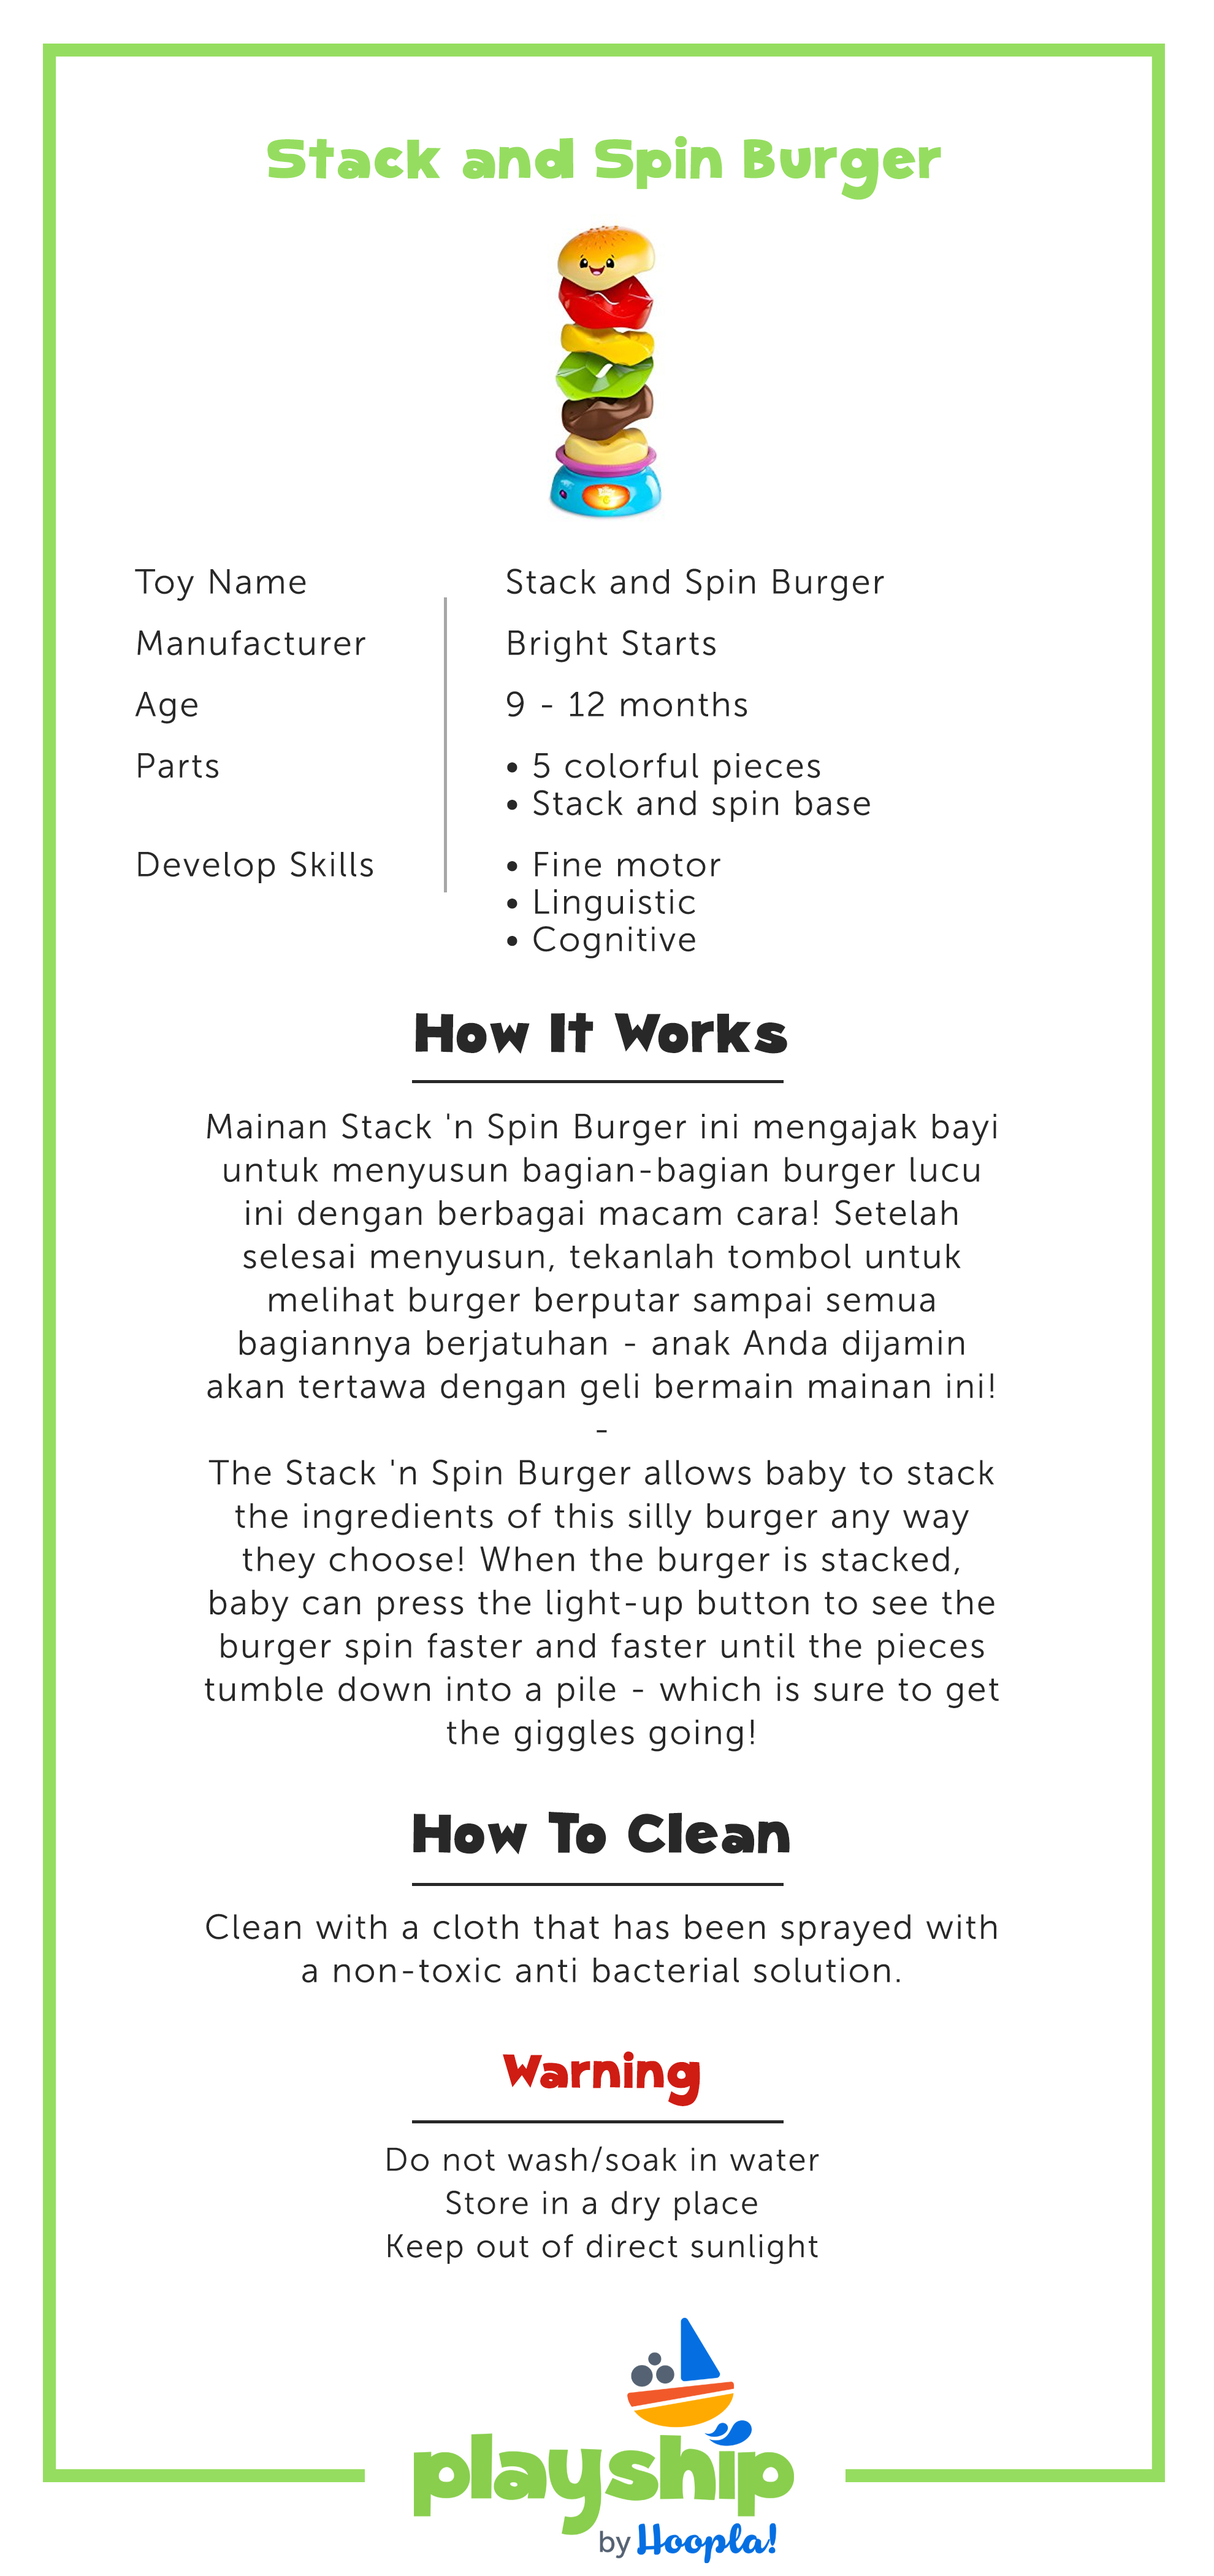 Stack and Spin Burger
Toy Name
Stack and Spin Burger
Manufacturer
Bright Starts
Age
9 - 12 months
Parts
• 5 colorful pieces
• Stack and spin base
Develop Skills
• Fine motor
• Linguistic
• Cognitive
How It Works
Mainan Stack 'n Spin Burger ini mengajak bayi
untuk menyusun bagian-bagian burger lucu
ini dengan berbagai macam cara! Setelah
selesai menyusun, tekanlah tombol untuk
melihat burger berputar sampai semua
bagiannya berjatuhan - anak Anda dijamin
akan tertawa dengan geli bermain mainan ini!
-
The Stack 'n Spin Burger allows baby to stack
the ingredients of this silly burger any way
they choose! When the burger is stacked,
baby can press the light-up button to see the
burger spin faster and faster until the pieces
tumble down into a pile - which is sure to get
the giggles going!
How To Clean
Clean with a cloth that has been sprayed with
a non-toxic anti bacterial solution.
Warning
Do not wash/soak in water
Store in a dry place
Keep out of direct sunlight
playship
by Hoopla!